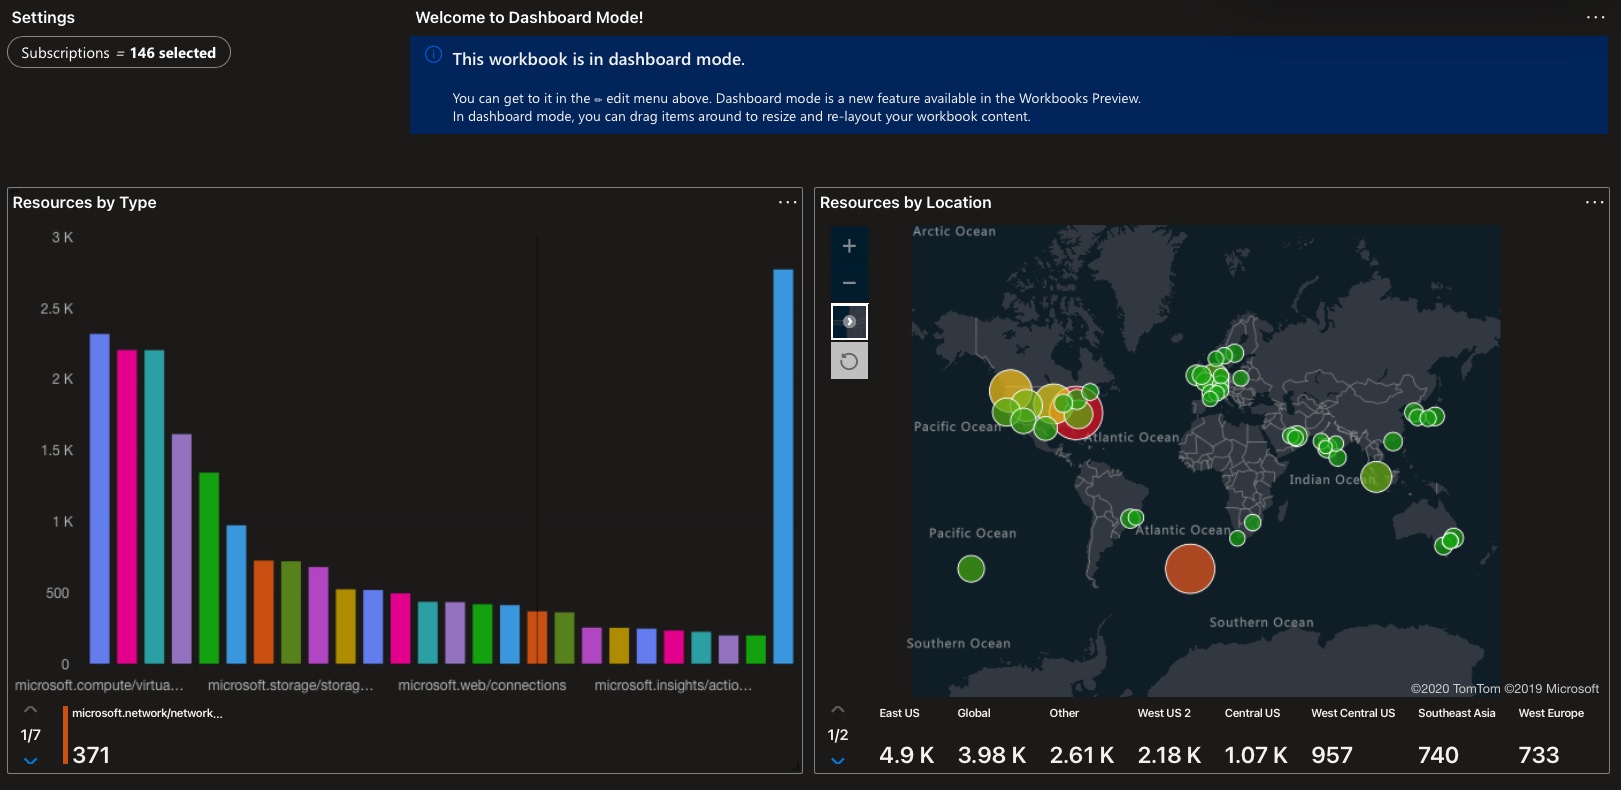 Settings
Subscriptions = 146 selected
Welcome to Dashboard Mode!
This workbook is in dashboard mode.
You can get to it in the ✏ edit menu above. Dashboard mode is a new feature available in the Workbooks Preview.
In dashboard mode, you can drag items around to resize and re-layout your workbook content.
Resources by Type
3 K
2.5 K
2 K
1.5 K
1 K
500
0
microsoft.compute/virtua...
microsoft.storage/storag...
microsoft.web/connections
microsoft.insights/actio...
1/7
microsoft.network/network...
371
Resources by Location
Arctic Ocean
Pacific Ocean
Atlantic Ocean
Indian Ocean
Pacific Ocean
Atlantic Ocean
Southern Ocean
Southern Ocean
©2020 TomTom ©2019 Microsoft
1/2
East US
4.9 K
Global
3.98 K
Other
2.61 K
West US 2
2.18 K
Central US
1.07 K
West Central US
957
Southeast Asia
740
West Europe
733